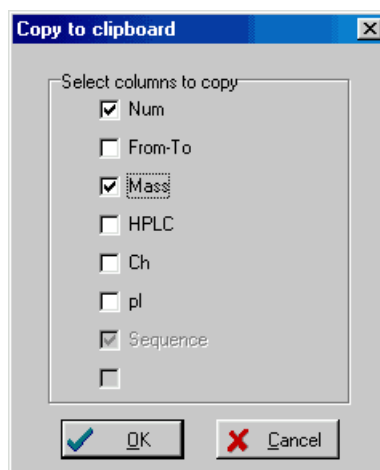 Copy to clipboard
Select columns to copy
Num
From-To
Mass
HPLC
Ch
pI
Sequence
OK
Cancel